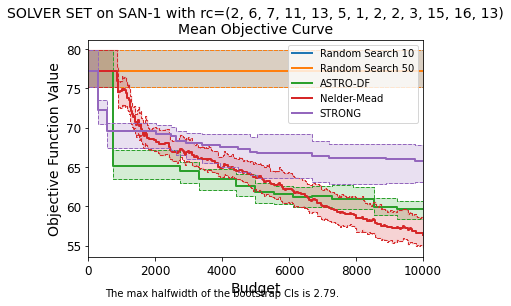 SOLVER SET on SAN-1 with rc=(2, 6, 7, 11, 13, 5, 1, 2, 2, 3, 15, 16, 13)
Mean Objective Curve
80
75
70
65
60
55
Objective Function Value
Random Search 10
Random Search 50
ASTRO-DF
Nelder-Mead
STRONG
0 2000 4000 6000 8000 10000
Budget
The max halfwidth of the bootstrap CIs is 2.79.